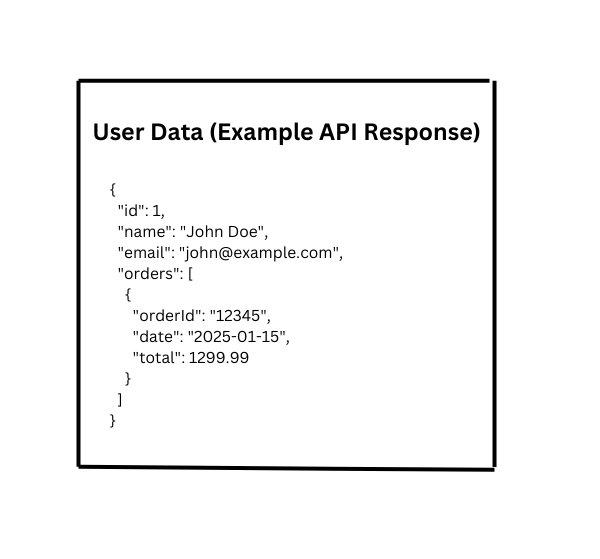 User Data (Example API Response)
{
"id": 1,
"name": "John Doe",
"email": "john@example.com",
"orders": [
{
"orderId": "12345",
"date": "2025-01-15",
"total": 1299.99
}
]
}